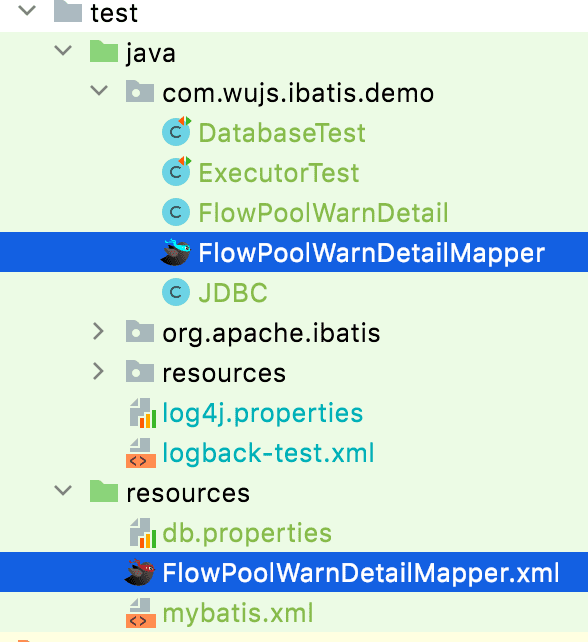 test
java
com.wujs.ibatis.demo
DatabaseTest
ExecutorTest
FlowPoolWarnDetail
FlowPoolWarnDetailMapper
JDBC
org.apache.ibatis
resources
log4j.properties
logback-test.xml
resources
db.properties
FlowPoolWarnDetailMapper.xml
mybatis.xml